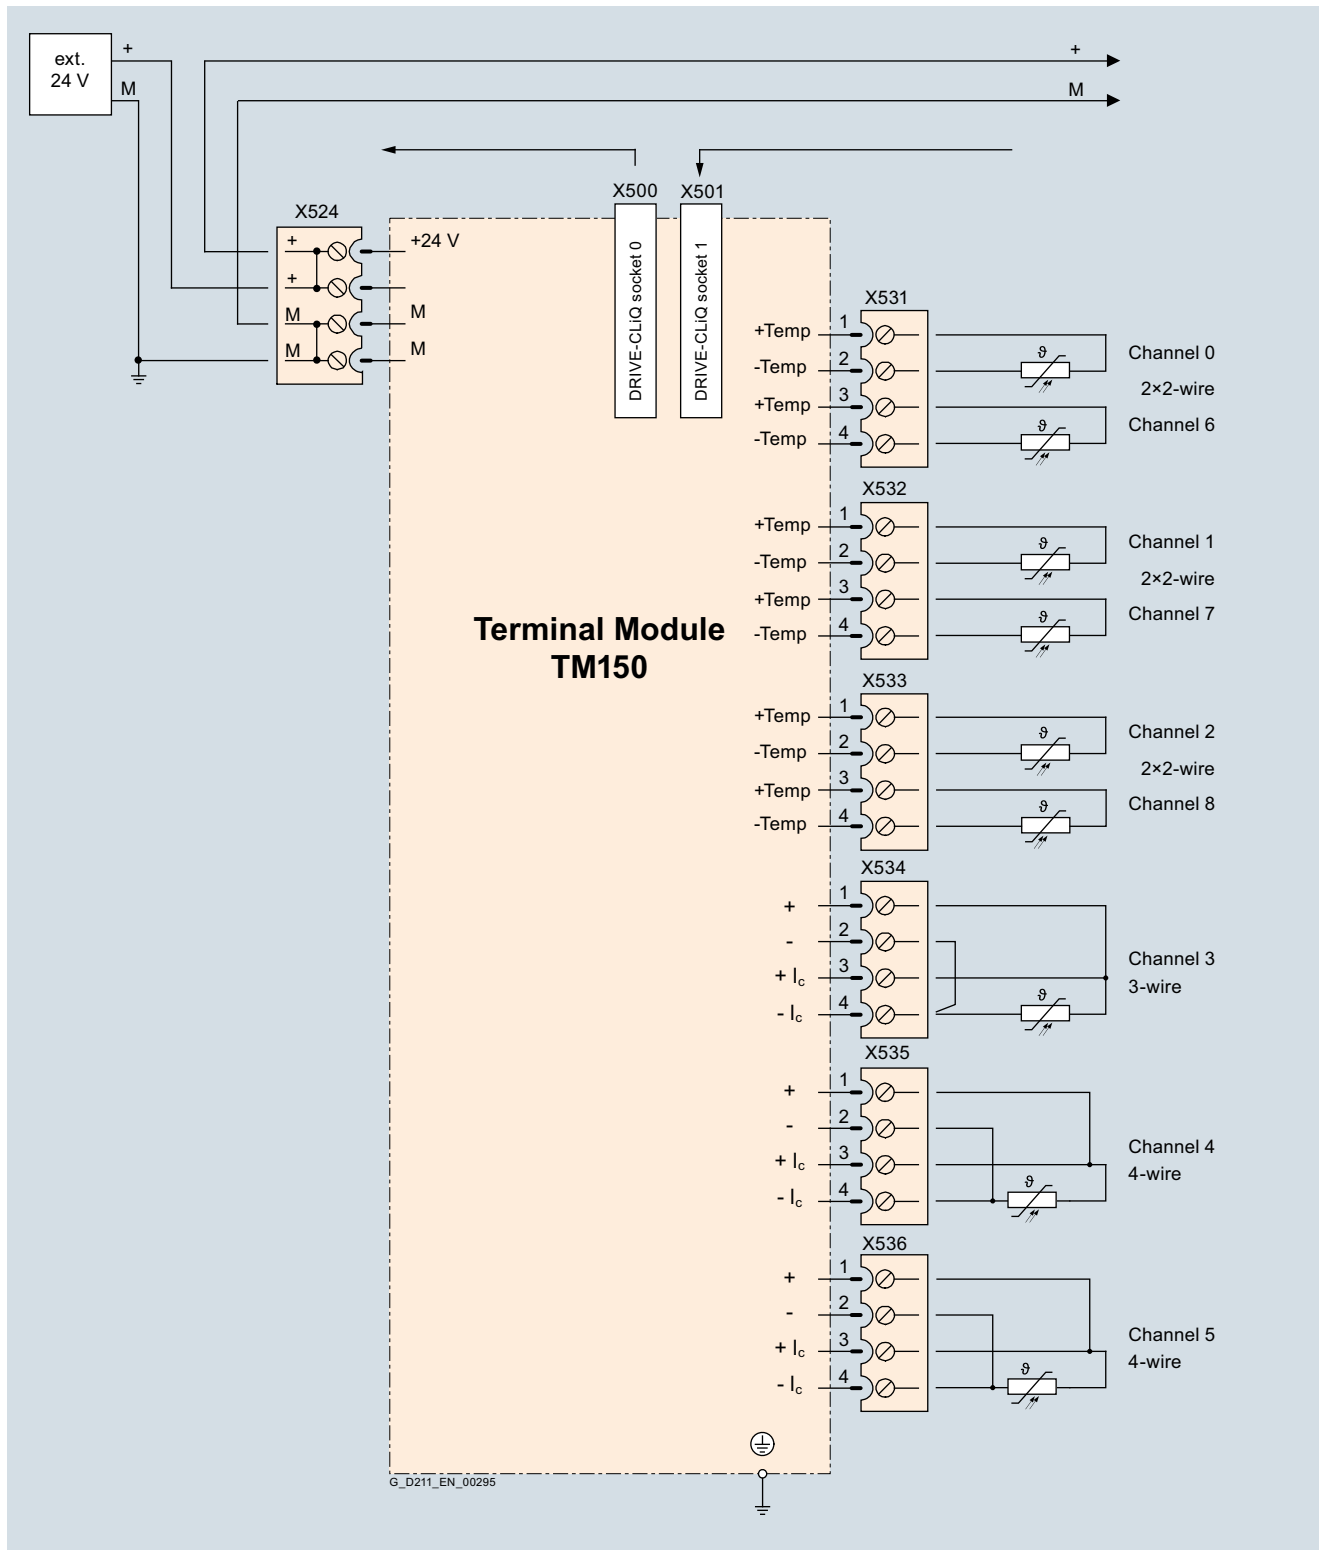 ext.
24 V
+
M
+
M
X500
X501
X524
+
+24 V
+
M
M
M
M
DRIVE-CLiQ socket 0
DRIVE-CLiQ socket 1
Terminal Module
TM150
X531
+Temp 1
-Temp 2
+Temp 3
-Temp 4
ϑ
ϑ
Channel 0
2×2-wire
Channel 6
X532
+Temp 1
-Temp 2
+Temp 3
-Temp 4
ϑ
ϑ
Channel 1
2×2-wire
Channel 7
X533
+Temp 1
-Temp 2
+Temp 3
-Temp 4
ϑ
ϑ
Channel 2
2×2-wire
Channel 8
X534
+ 1
- 2
+ Ic 3
- Ic 4
ϑ
Channel 3
3-wire
X535
+ 1
- 2
+ Ic 3
- Ic 4
ϑ
Channel 4
4-wire
X536
+ 1
- 2
+ Ic 3
- Ic 4
ϑ
Channel 5
4-wire
G_D211_EN_00295